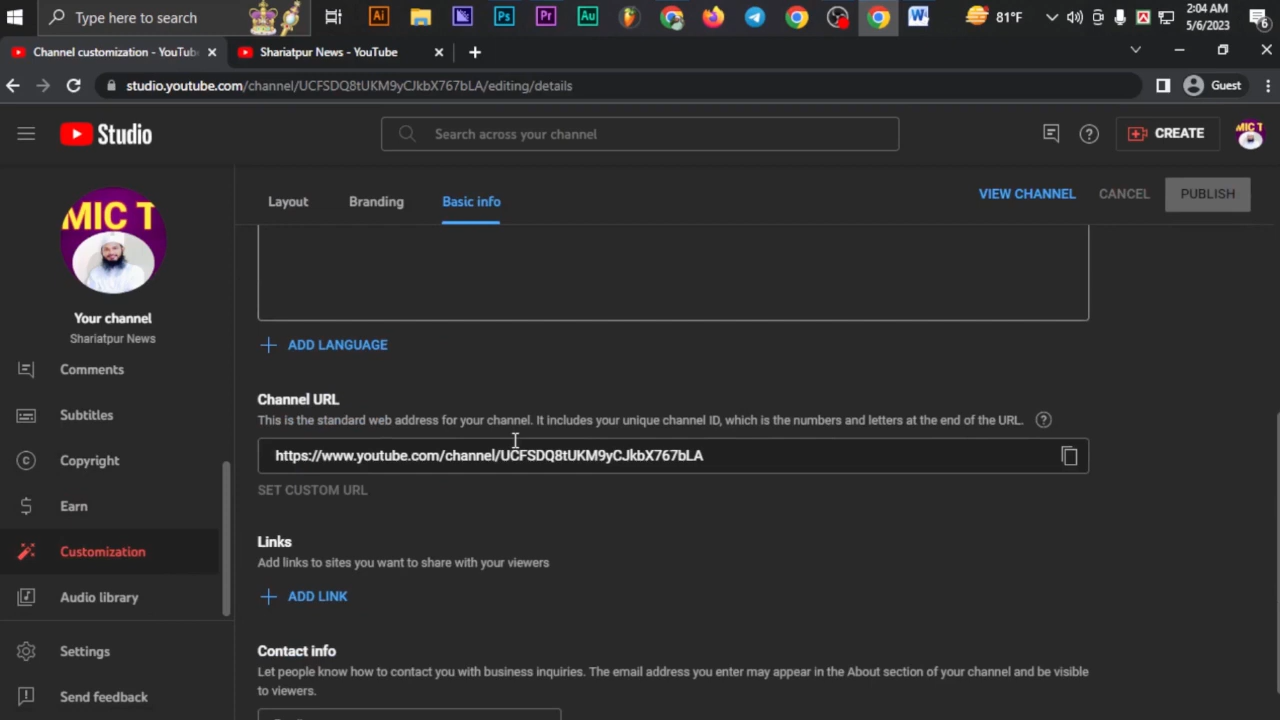 Type here to search
Ai
Ps
Pr
Au
W
81°F
2:04 AM
5/6/2023
6
Channel customization - YouTub
Shariatpur News - YouTube
studio.youtube.com/channel/UCFSDQ8tUKM9yCJkbX767bLA/editing/details
Guest
Studio
Search across your channel
CREATE
MIC T
MIC T
Your channel
Shariatpur News
Comments
Subtitles
Copyright
Earn
Customization
Audio library
Settings
Send feedback
Layout
Branding
Basic info
VIEW CHANNEL
CANCEL
PUBLISH
ADD LANGUAGE
Channel URL
This is the standard web address for your channel. It includes your unique channel ID, which is the numbers and letters at the end of the URL.
https://www.youtube.com/channel/UCFSDQ8tUKM9yCJkbX767bLA
SET CUSTOM URL
Links
Add links to sites you want to share with your viewers
ADD LINK
Contact info
Let people know how to contact you with business inquiries. The email address you enter may appear in the About section of your channel and be visible
to viewers.